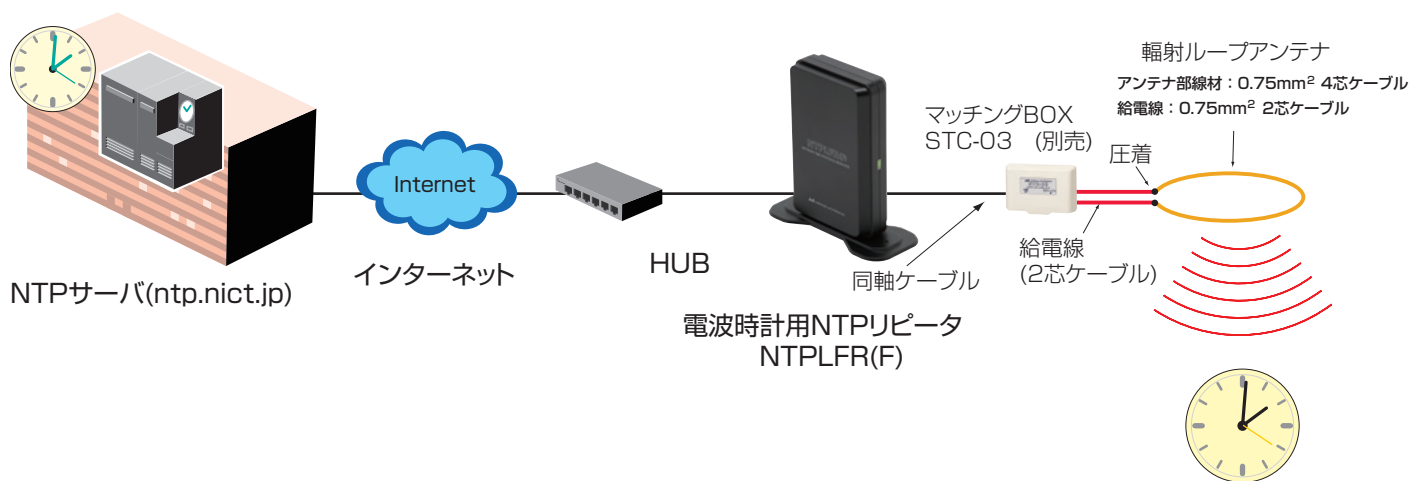 輻射ループアンテナ
アンテナ部線材：0.75mm² 4芯ケーブル
給電線：0.75mm² 2芯ケーブル
マッチングBOX
STC-03　(別売)
圧着
Internet
NTPLFR
給電線
(2芯ケーブル)
HUB
インターネット
同軸ケーブル
NTPサーバ(ntp.nict.jp)
電波時計用NTPリピータ
NTPLFR(F)